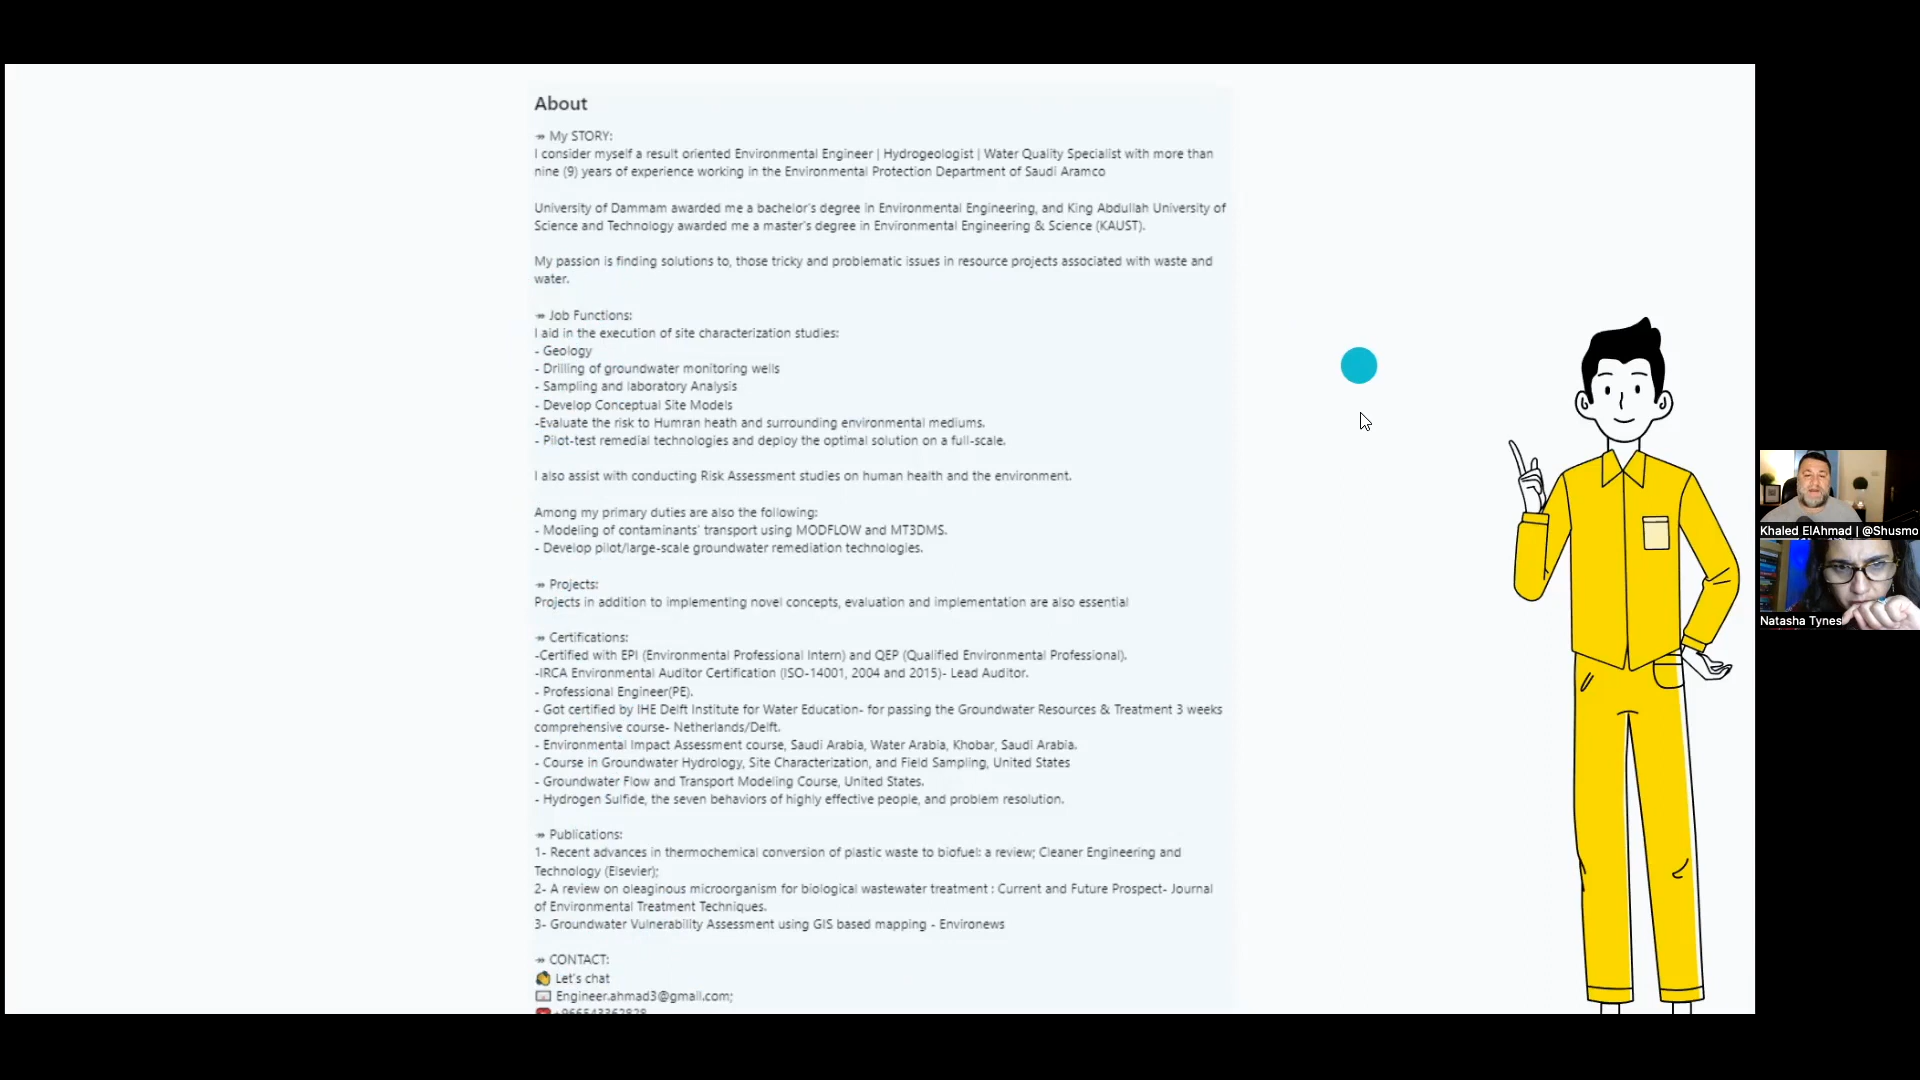 About
↠ My STORY:
I consider myself a result oriented Environmental Engineer | Hydrogeologist | Water Quality Specialist with more than
nine (9) years of experience working in the Environmental Protection Department of Saudi Aramco
University of Dammam awarded me a bachelor's degree in Environmental Engineering, and King Abdullah University of
Science and Technology awarded me a master's degree in Environmental Engineering & Science (KAUST).
My passion is finding solutions to, those tricky and problematic issues in resource projects associated with waste and
water.
↠ Job Functions:
I aid in the execution of site characterization studies:
- Geology
- Drilling of groundwater monitoring wells
- Sampling and laboratory Analysis
- Develop Conceptual Site Models
-Evaluate the risk to Humran heath and surrounding environmental mediums.
- Pilot-test remedial technologies and deploy the optimal solution on a full-scale.
I also assist with conducting Risk Assessment studies on human health and the environment.
Among my primary duties are also the following:
- Modeling of contaminants' transport using MODFLOW and MT3DMS.
- Develop pilot/large-scale groundwater remediation technologies.
↠ Projects:
Projects in addition to implementing novel concepts, evaluation and implementation are also essential
↠ Certifications:
-Certified with EPI (Environmental Professional Intern) and QEP (Qualified Environmental Professional).
-IRCA Environmental Auditor Certification (ISO-14001, 2004 and 2015)- Lead Auditor.
- Professional Engineer(PE).
- Got certified by IHE Delft Institute for Water Education- for passing the Groundwater Resources & Treatment 3 weeks
comprehensive course- Netherlands/Delft.
- Environmental Impact Assessment course, Saudi Arabia, Water Arabia, Khobar, Saudi Arabia.
- Course in Groundwater Hydrology, Site Characterization, and Field Sampling, United States
- Groundwater Flow and Transport Modeling Course, United States.
- Hydrogen Sulfide, the seven behaviors of highly effective people, and problem resolution.
↠ Publications:
1- Recent advances in thermochemical conversion of plastic waste to biofuel: a review; Cleaner Engineering and
Technology (Elsevier);
2- A review on oleaginous microorganism for biological wastewater treatment : Current and Future Prospect- Journal
of Environmental Treatment Techniques.
3- Groundwater Vulnerability Assessment using GIS based mapping - Environews
↠ CONTACT:
Let's chat
Engineer.ahmad3@gmail.com;
Khaled ElAhmad | @Shusmo
Natasha Tynes